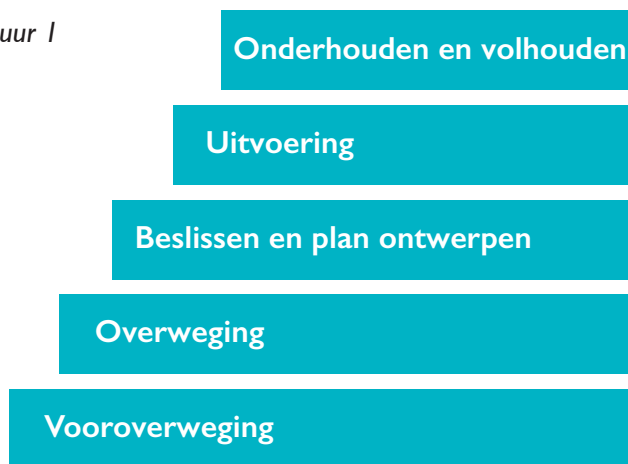 uur 1
Onderhouden en volhouden
Uitvoering
Beslissen en plan ontwerpen
Overweging
Vooroverweging